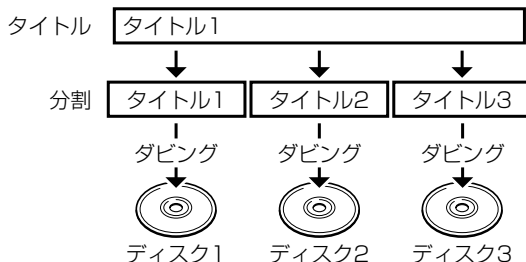 タイトル タイトル1
分割 タイトル1 タイトル2 タイトル3
ダビング ダビング ダビング
ディスク1 ディスク2 ディスク3